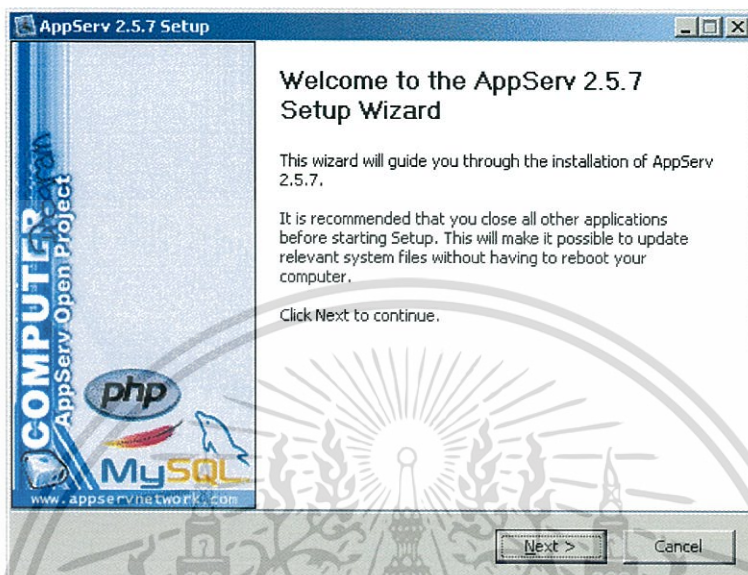 AppServ 2.5.7 Setup
Welcome to the AppServ 2.5.7
Setup Wizard
This wizard will guide you through the installation of AppServ
2.5.7.
It is recommended that you close all other applications
before starting Setup. This will make it possible to update
relevant system files without having to reboot your
computer.
Click Next to continue.
COMPUTER
Program
AppServ Open Project
php
MySQL
www.appservnetwork.com
Next >
Cancel